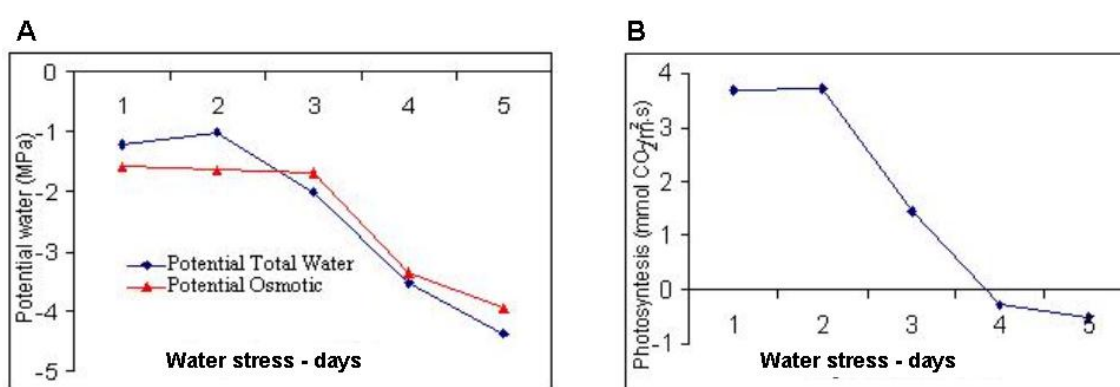 A
0
1 2 3 4 5
-1
-2
-3
-4
-5
Potential water (MPa)
Potential Total Water
Potential Osmotic
Water stress - days
B
4
3
2
1
0
-1
1 2 3 4 5
Photosyntesis (mmol CO2/m2.s)
Water stress - days